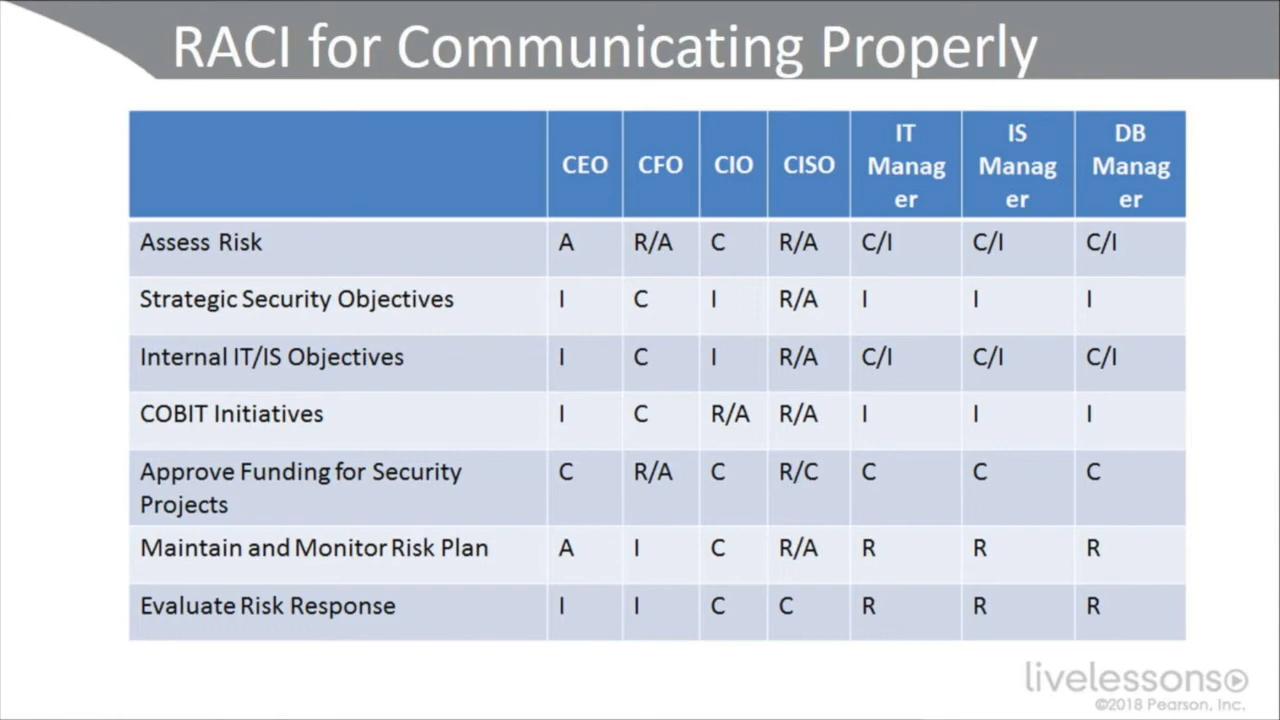 RACI for Communicating Properly
CEO CFO CIO CISO IT Manag er IS Manag er DB Manag er
Assess Risk A R/A C R/A C/I C/I C/I
Strategic Security Objectives I C I R/A I I I
Internal IT/IS Objectives I C I R/A C/I C/I C/I
COBIT Initiatives I C R/A R/A I I I
Approve Funding for Security Projects C R/A C R/C C C C
Maintain and Monitor Risk Plan A I C R/A R R R
Evaluate Risk Response I I C C R R R
livelessons
©2018 Pearson, Inc.